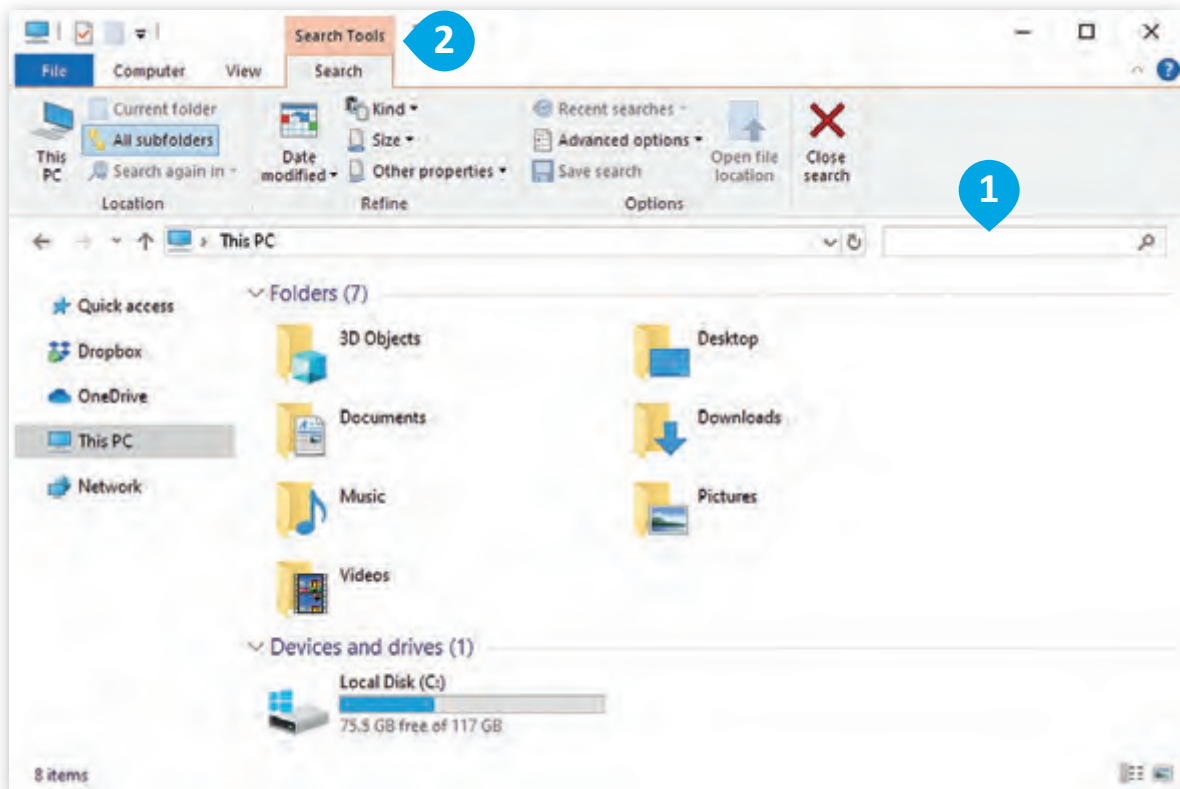 Search Tools
2
File Computer View Search
Current folder
All subfolders
Search again in
This PC
Location
Date modified
Kind
Size
Other properties
Refine
Recent searches
Advanced options
Save search
Open file location
Options
Close search
1
This PC
Quick access
Dropbox
OneDrive
This PC
Network
Folders (7)
3D Objects
Desktop
Documents
Downloads
Music
Pictures
Videos
Devices and drives (1)
Local Disk (C:)
75.5 GB free of 117 GB
8 items